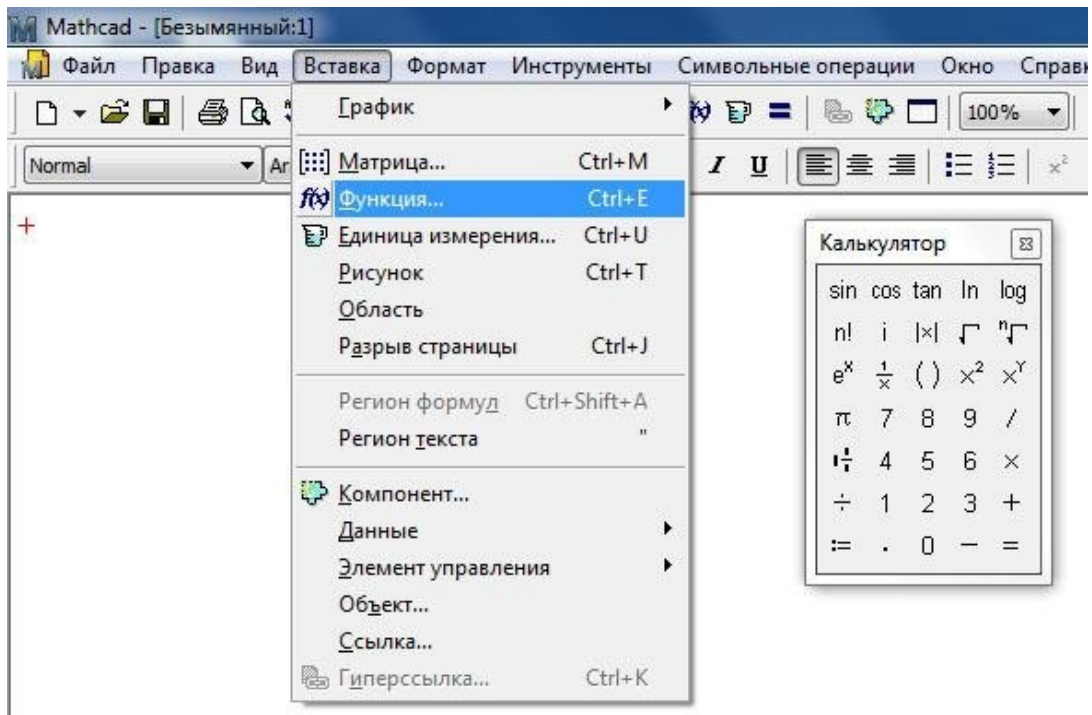 Mathcad - [Безымянный:1]
Файл Правка Вид Вставка Формат Инструменты Символьные операции Окно
100%
Normal
I U x²
График
Матрица... Ctrl+M
Функция... Ctrl+E
Единица измерения... Ctrl+U
Рисунок Ctrl+T
Область
Разрыв страницы Ctrl+J
Регион формул Ctrl+Shift+A
Регион текста "
Компонент...
Данные
Элемент управления
Объект...
Ссылка...
Гиперссылка... Ctrl+K
Калькулятор
sin cos tan ln log
n! i |×| √ ⁿ√
eˣ 1/x ( ) ×² ×ʸ
π 7 8 9 /
4 5 6 ×
÷ 1 2 3 +
:= . 0 − =